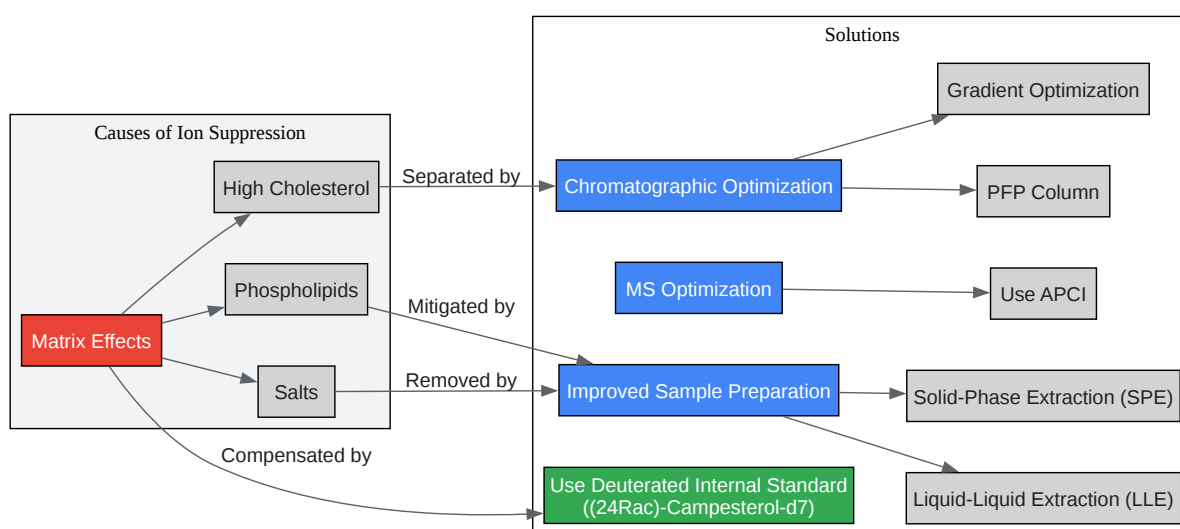 Solutions
Gradient Optimization
Causes of Ion Suppression
High Cholesterol
Separated by
Chromatographic Optimization
PFP Column
Phospholipids
Mitigated by
MS Optimization
Use APCI
Matrix Effects
Salts
Removed by
Improved Sample Preparation
Solid-Phase Extraction (SPE)
Compensated by
Use Deuterated Internal Standard
((24Rac)-Campesterol-d7)
Liquid-Liquid Extraction (LLE)